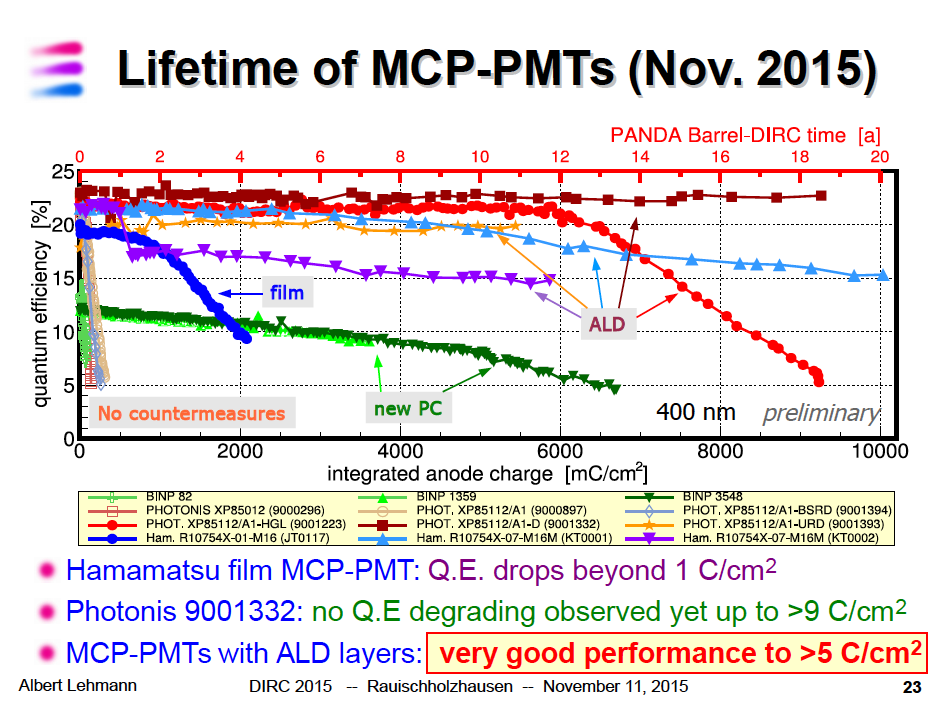 Lifetime of MCP-PMTs (Nov. 2015)
PANDA Barrel-DIRC time [a]
0 2 4 6 8 10 12 14 16 18 20
quantum efficiency [%]
25
20
15
10
5
0
film
ALD
No countermeasures
new PC
400 nm
preliminary
0 2000 4000 6000 8000 10000
integrated anode charge [mC/cm²]
BINP 82 BINP 1359 BINP 3548
PHOTONIS XP85012 (9000296) PHOT. XP85112/A1 (9000897) PHOT. XP85112/A1-BSRD (9001394)
PHOT. XP85112/A1-HGL (9001223) PHOT. XP85112/A1-D (9001332) PHOT. XP85112/A1-URD (9001393)
Ham. R10754X-01-M16 (JT0117) Ham. R10754X-07-M16M (KT0001) Ham. R10754X-07-M16M (KT0002)
Hamamatsu film MCP-PMT: Q.E. drops beyond 1 C/cm²
Photonis 9001332: no Q.E degrading observed yet up to >9 C/cm²
MCP-PMTs with ALD layers: very good performance to >5 C/cm²
Albert Lehmann DIRC 2015 -- Rauischholzhausen -- November 11, 2015 23